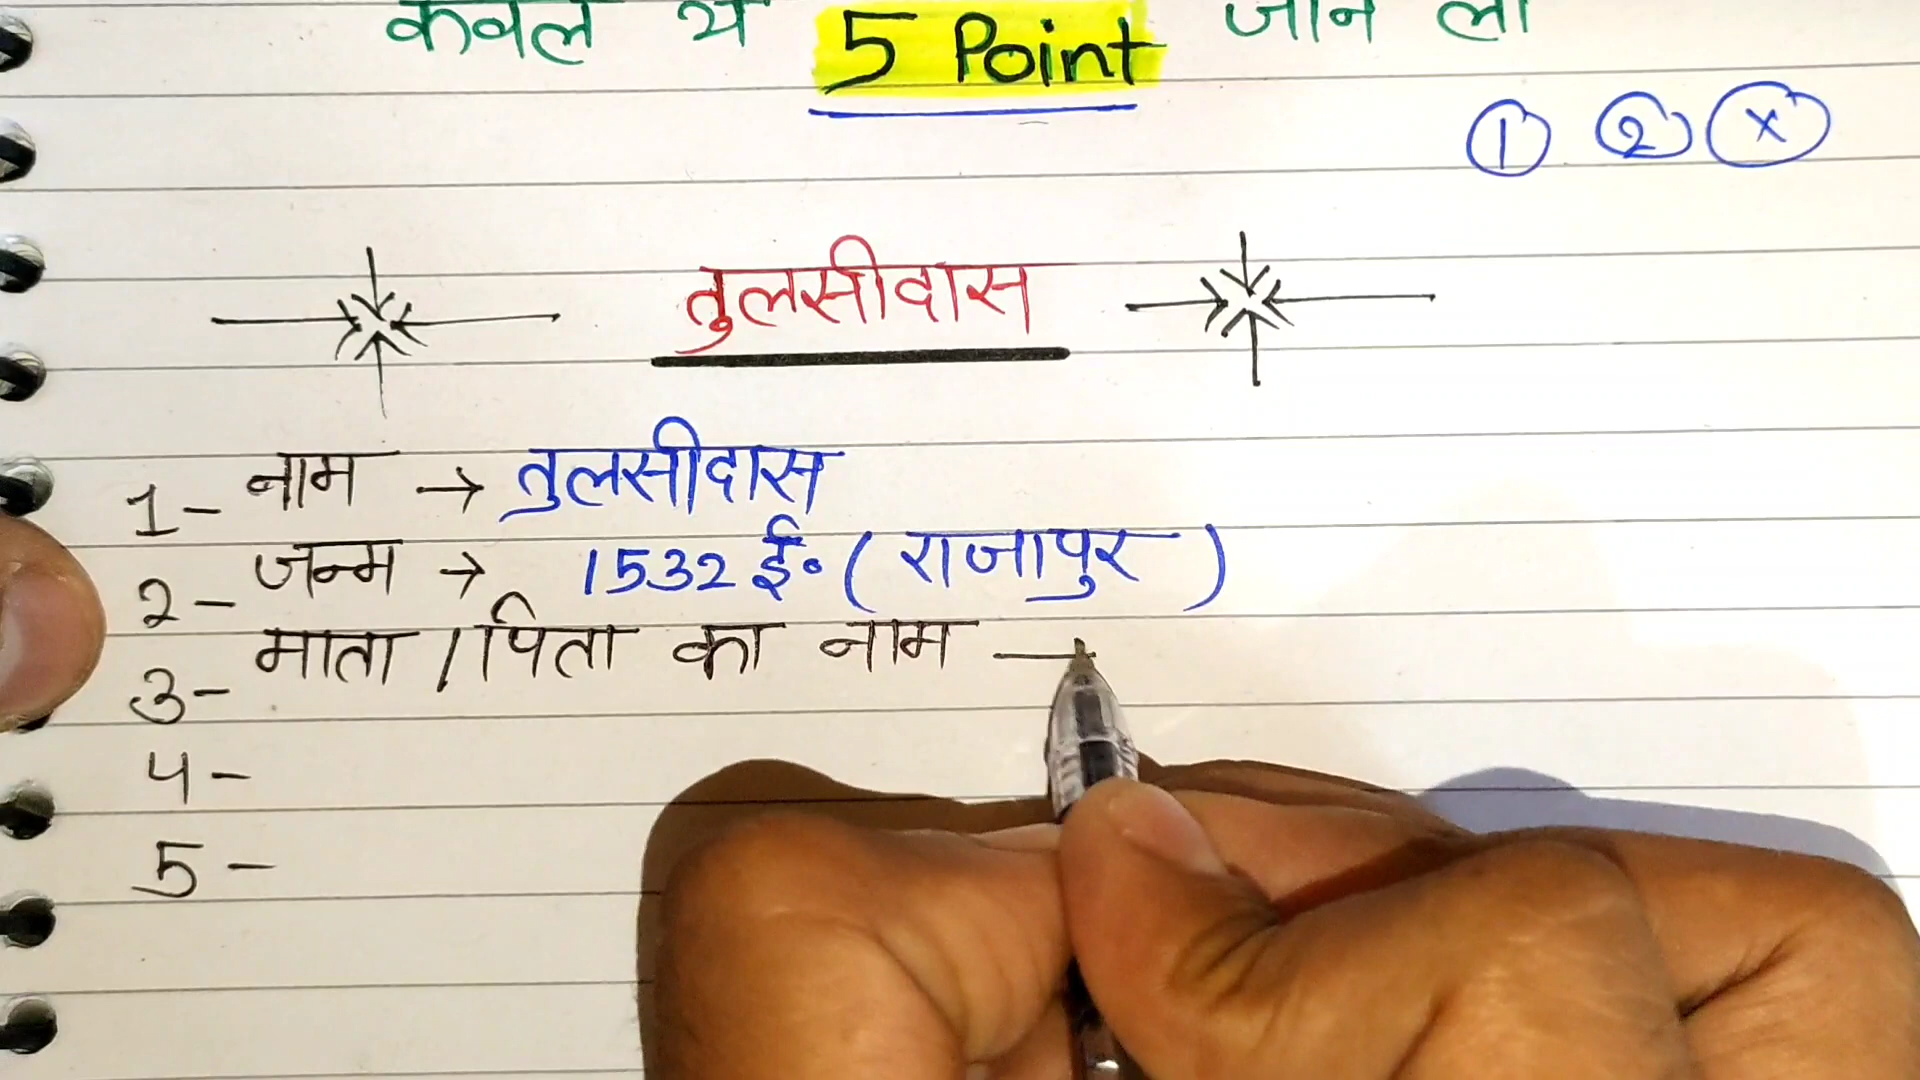 केवल ये 5 Point जान लो
① ② ⓧ
तुलसीदास
1- नाम → तुलसीदास
2- जन्म → 1532 ई॰ ( राजापुर )
3- माता / पिता का नाम —
4-
5-